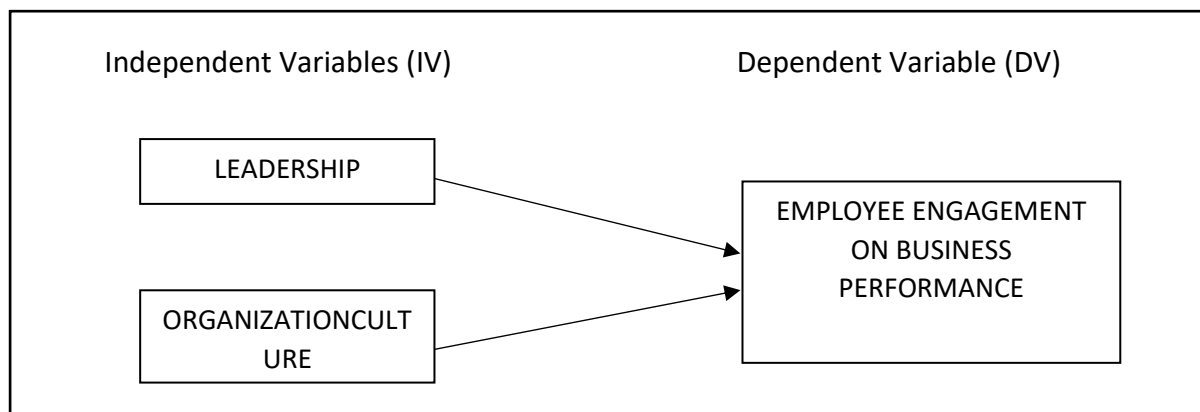 Independent Variables (IV)
Dependent Variable (DV)
LEADERSHIP
ORGANIZATIONCULT
URE
EMPLOYEE ENGAGEMENT
ON BUSINESS
PERFORMANCE